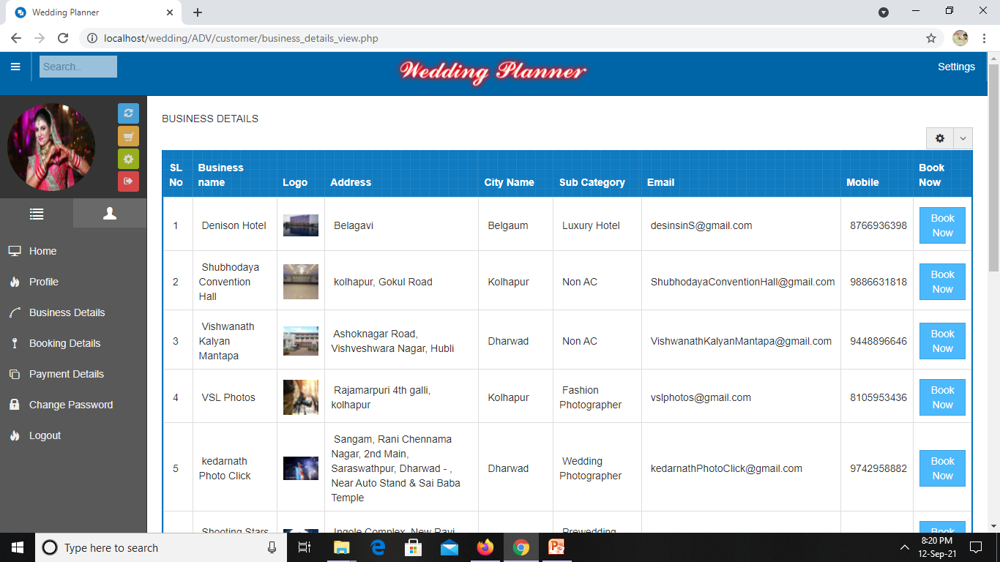 Wedding Planner
localhost/wedding/ADV/customer/business_details_view.php
Search..
Wedding Planner
Settings
Home
Profile
Business Details
Booking Details
Payment Details
Change Password
Logout
BUSINESS DETAILS
SL No Business name Logo Address City Name Sub Category Email Mobile Book Now
1 Denison Hotel Belagavi Belgaum Luxury Hotel desinsinS@gmail.com 8766936398 Book Now
2 Shubhodaya Convention Hall kolhapur, Gokul Road Kolhapur Non AC ShubhodayaConventionHall@gmail.com 9886631818 Book Now
3 Vishwanath Kalyan Mantapa Ashoknagar Road, Vishveshwara Nagar, Hubli Dharwad Non AC VishwanathKalyanMantapa@gmail.com 9448896646 Book Now
4 VSL Photos Rajamarpuri 4th galli, kolhapur Kolhapur Fashion Photographer vslphotos@gmail.com 8105953436 Book Now
5 kedarnath Photo Click Sangam, Rani Chennama Nagar, 2nd Main, Saraswathpur, Dharwad - , Near Auto Stand & Sai Baba Temple Dharwad Wedding Photographer kedarnathPhotoClick@gmail.com 9742958882 Book Now
Shooting Stars Ingole Complex, New Ravi Prewedding Book
Type here to search
8:20 PM
12-Sep-21